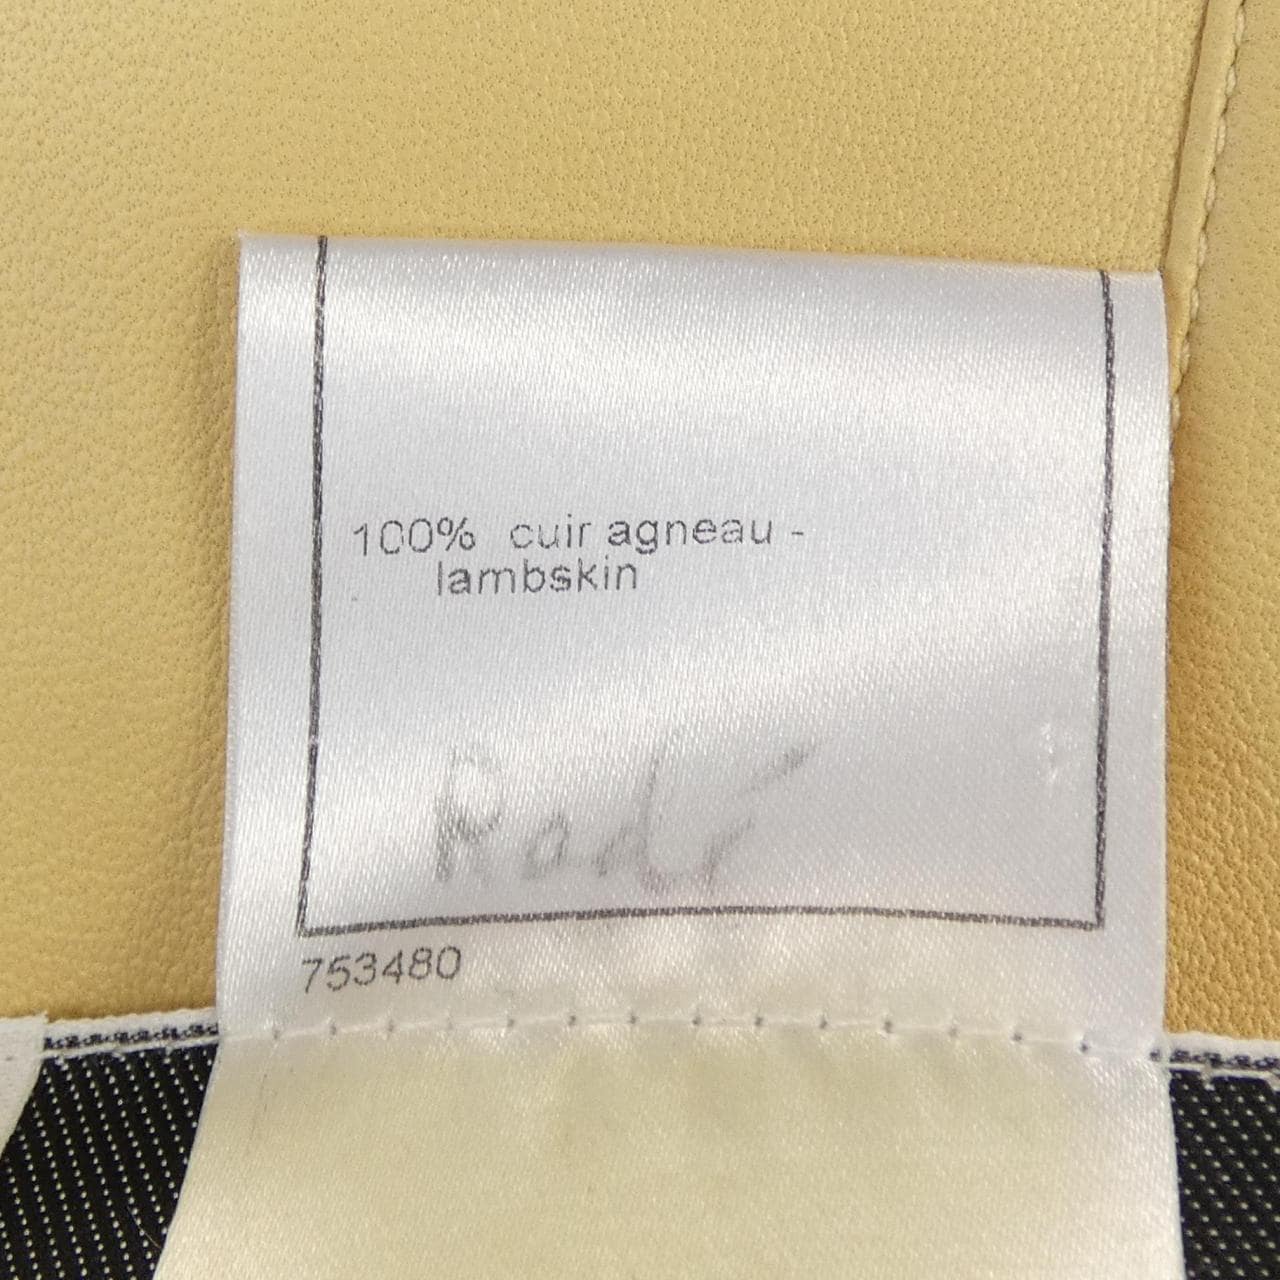 100% cuir agneau -
lambskin
753480